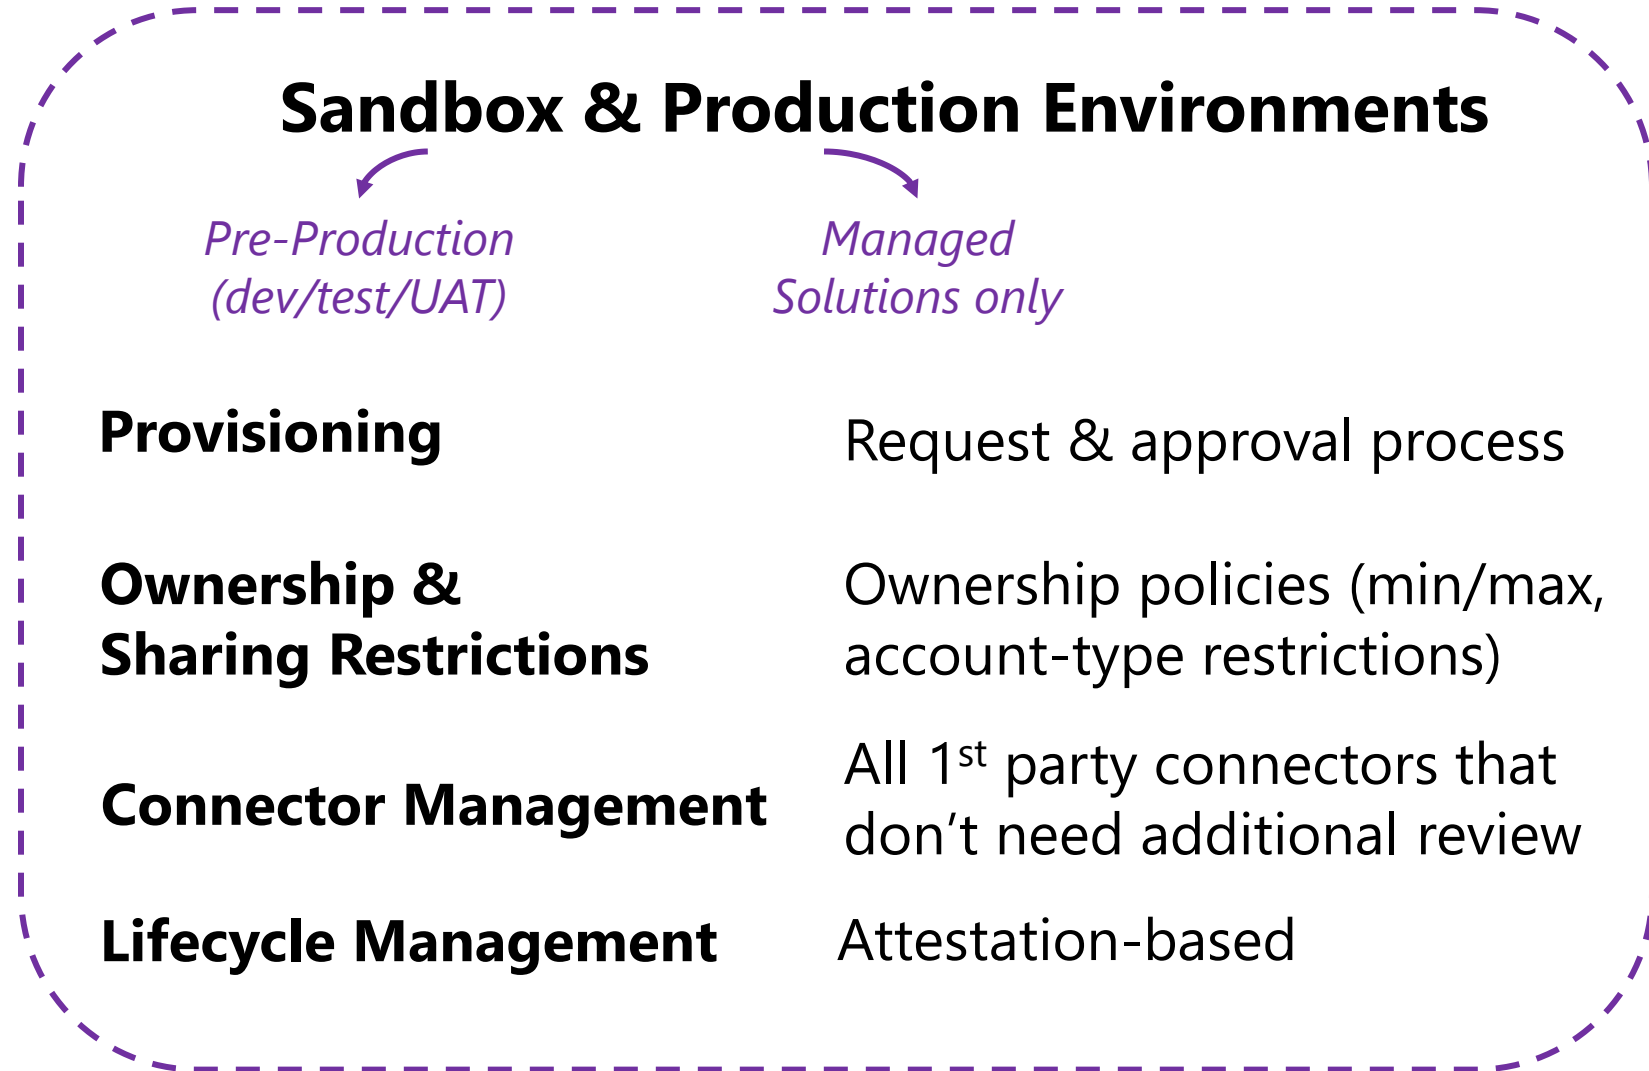 Sandbox & Production Environments
Pre-Production
(dev/test/UAT)
Managed
Solutions only
Provisioning
Request & approval process
Ownership &
Sharing Restrictions
Ownership policies (min/max,
account-type restrictions)
Connector Management
All 1st party connectors that
don’t need additional review
Lifecycle Management
Attestation-based